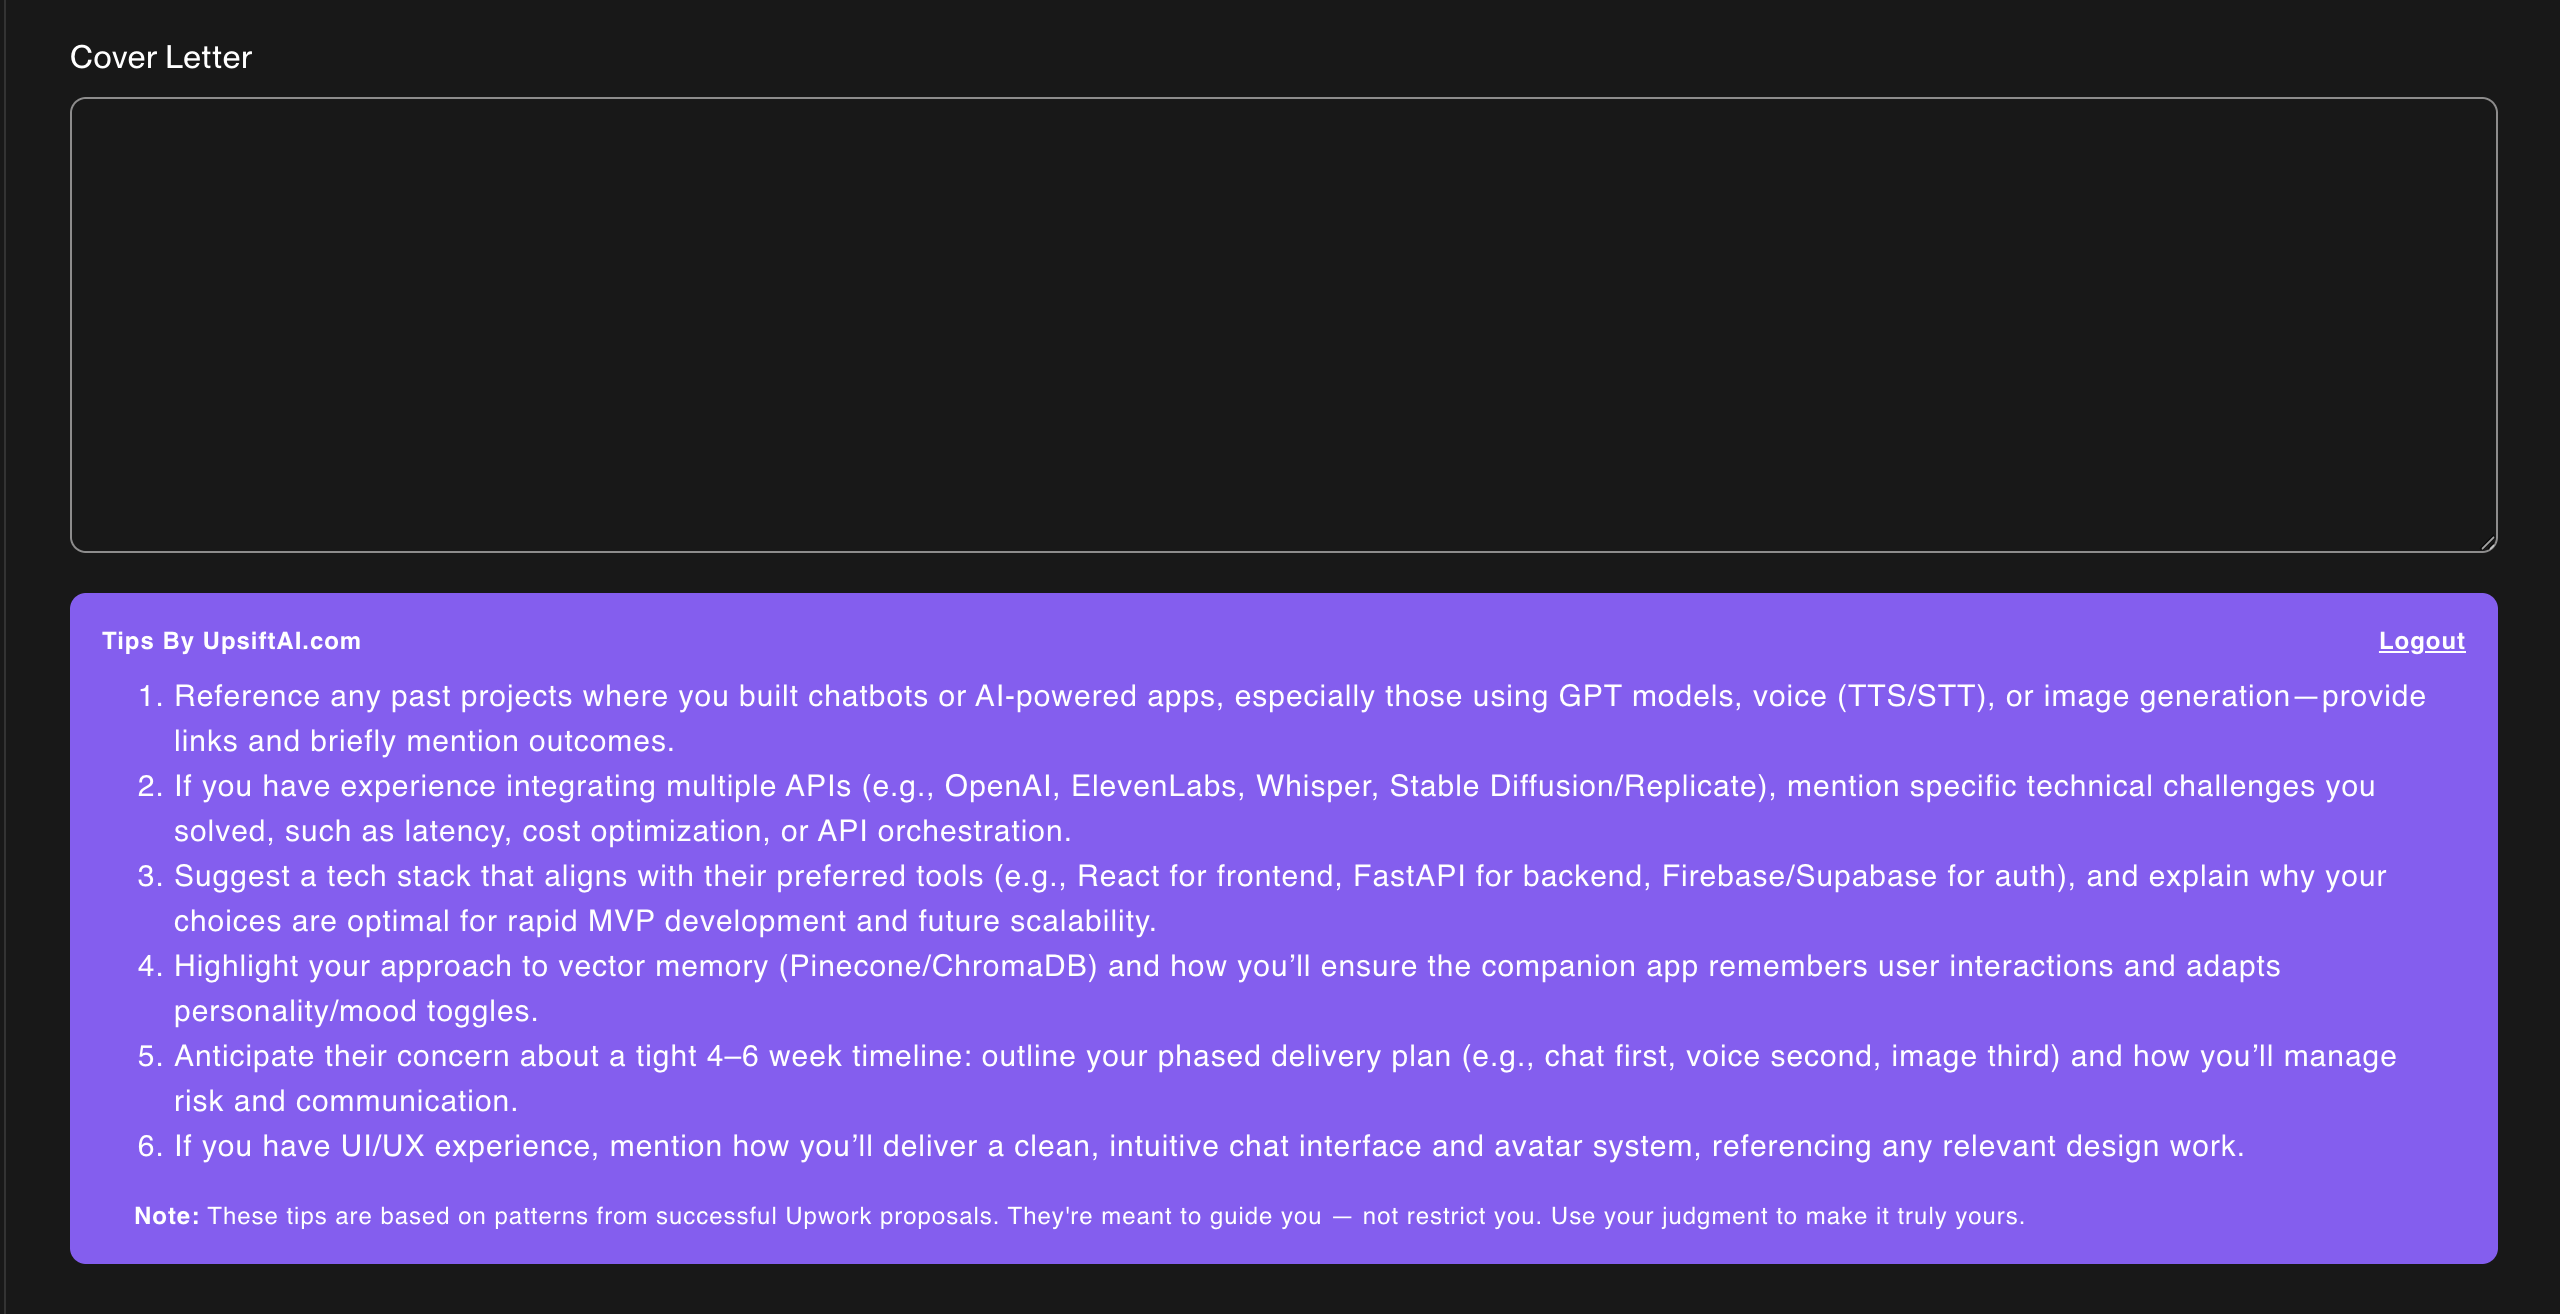 Cover Letter
Tips By UpsiftAI.com
Logout
1. Reference any past projects where you built chatbots or AI-powered apps, especially those using GPT models, voice (TTS/STT), or image generation—provide
links and briefly mention outcomes.
2. If you have experience integrating multiple APIs (e.g., OpenAI, ElevenLabs, Whisper, Stable Diffusion/Replicate), mention specific technical challenges you
solved, such as latency, cost optimization, or API orchestration.
3. Suggest a tech stack that aligns with their preferred tools (e.g., React for frontend, FastAPI for backend, Firebase/Supabase for auth), and explain why your
choices are optimal for rapid MVP development and future scalability.
4. Highlight your approach to vector memory (Pinecone/ChromaDB) and how you’ll ensure the companion app remembers user interactions and adapts
personality/mood toggles.
5. Anticipate their concern about a tight 4–6 week timeline: outline your phased delivery plan (e.g., chat first, voice second, image third) and how you’ll manage
risk and communication.
6. If you have UI/UX experience, mention how you’ll deliver a clean, intuitive chat interface and avatar system, referencing any relevant design work.
Note: These tips are based on patterns from successful Upwork proposals. They're meant to guide you — not restrict you. Use your judgment to make it truly yours.